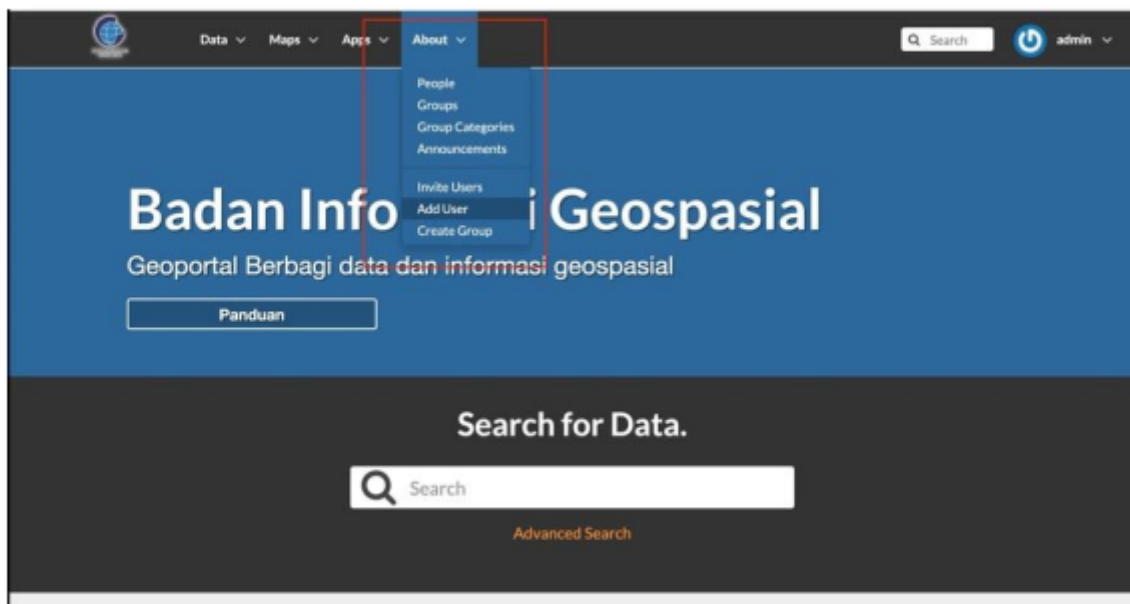 Data Maps Apps About Search admin
People
Groups
Group Categories
Announcements
Invite Users
Add User
Create Group
Badan Info i Geospasial
Geoportal Berbagi data dan informasi geospasial
Panduan
Search for Data.
Search
Advanced Search